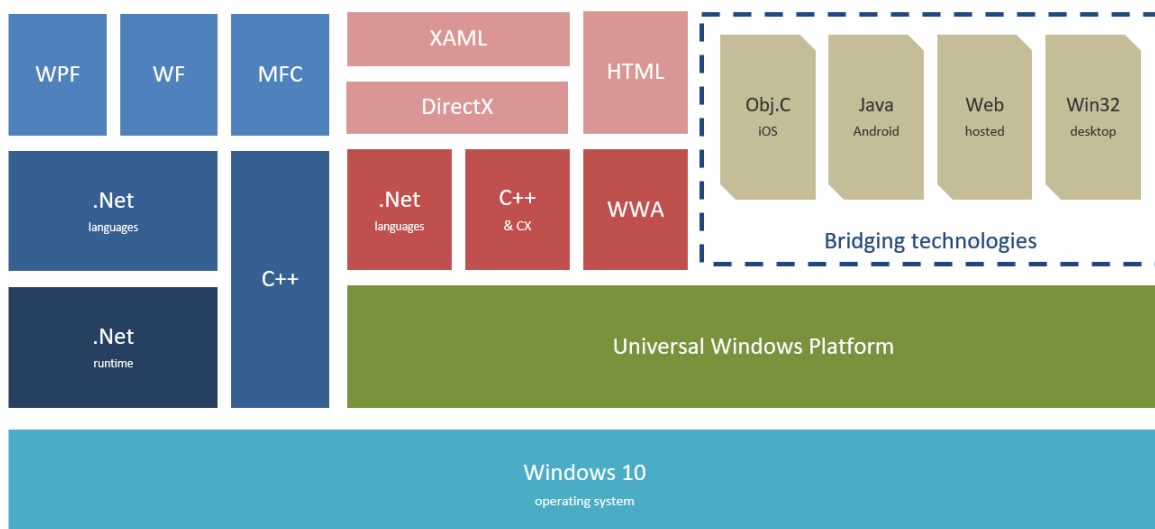 WPF
WF
MFC
XAML
DirectX
HTML
Obj.C
iOS
Java
Android
Web
hosted
Win32
desktop
Bridging technologies
.Net
languages
C++
.Net
languages
C++
& CX
WWA
.Net
runtime
Universal Windows Platform
Windows 10
operating system